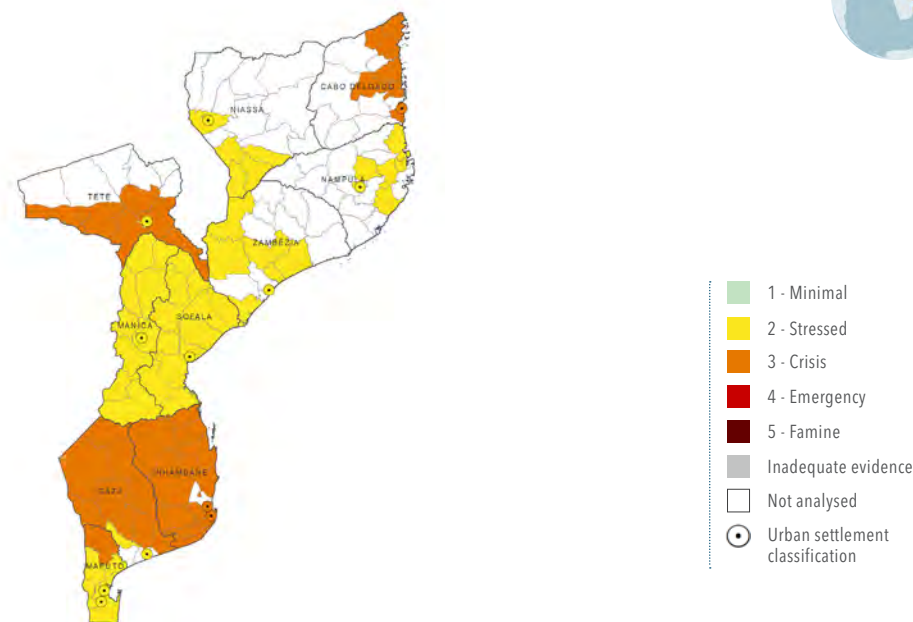 CABO DELGADO
NIASSA
NAMPULA
TETE
ZAMBEZIA
MANICA
SOFALA
INHAMBANE
GAZA
MAPUTO
1 - Minimal
2 - Stressed
3 - Crisis
4 - Emergency
5 - Famine
Inadequate evidence
Not analysed
Urban settlement
classification